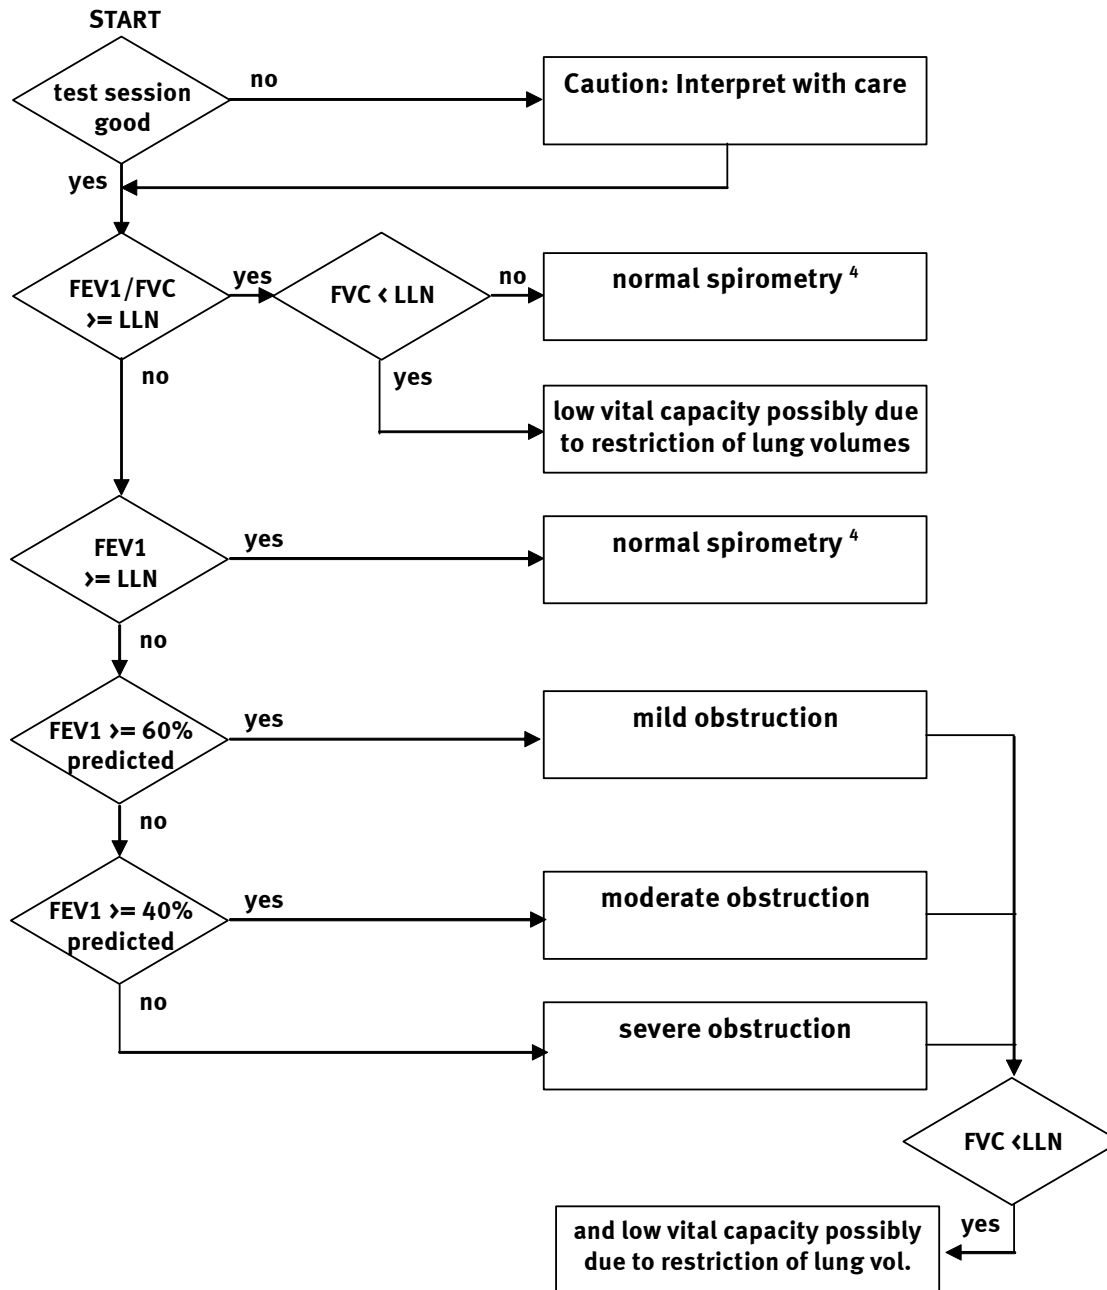 START
test session
good
no
Caution: Interpret with care
yes
FEV1/FVC
>= LLN
yes
FVC < LLN
no
normal spirometry 4
no
yes
low vital capacity possibly due
to restriction of lung volumes
FEV1
>= LLN
yes
normal spirometry 4
no
FEV1 >= 60%
predicted
yes
mild obstruction
no
FEV1 >= 40%
predicted
yes
moderate obstruction
no
severe obstruction
FVC <LLN
yes
and low vital capacity possibly
due to restriction of lung vol.